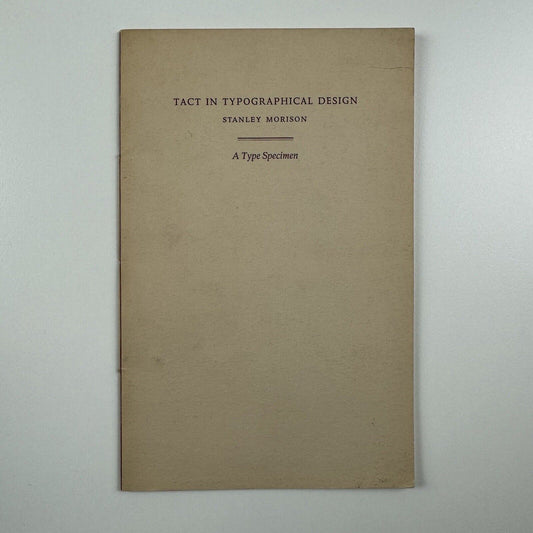 TACT IN TYPOGRAPHICAL DESIGN
STANLEY MORISON
A Type Specimen